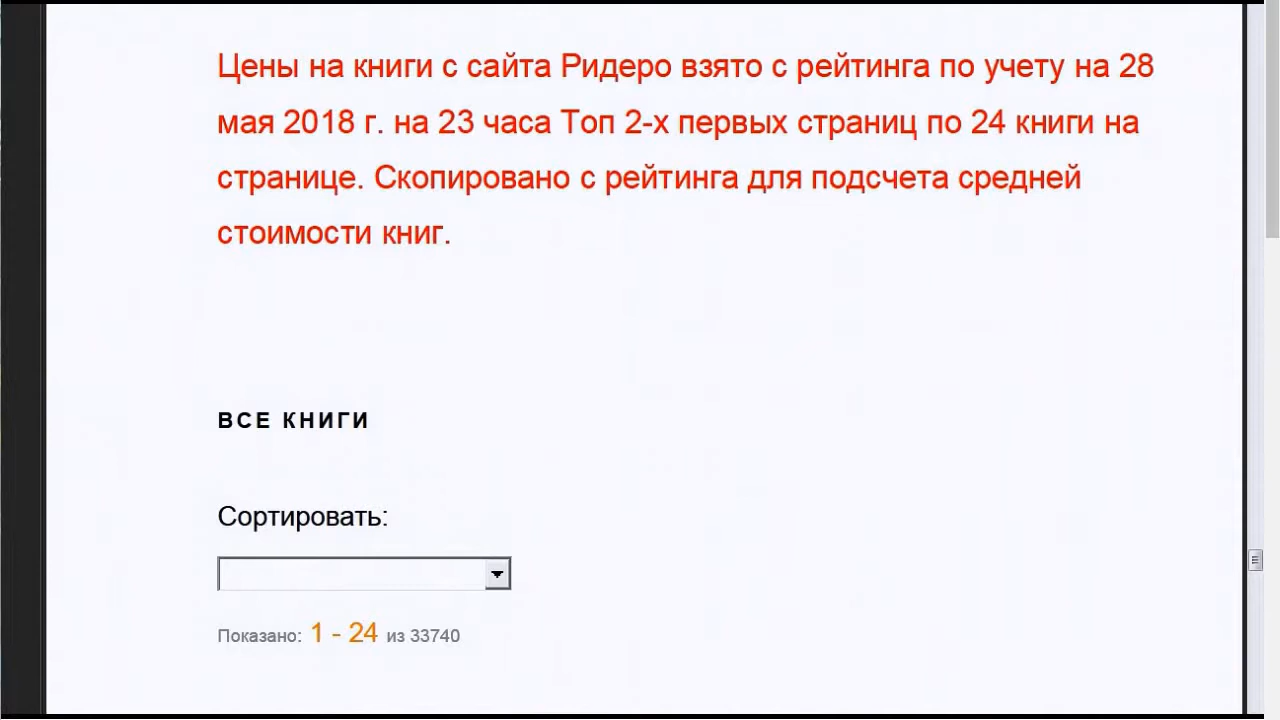 Цены на книги с сайта Ридеро взято с рейтинга по учету на 28
мая 2018 г. на 23 часа Топ 2-х первых страниц по 24 книги на
странице. Скопировано с рейтинга для подсчета средней
стоимости книг.
ВСЕ КНИГИ
Сортировать:
Показано: 1 - 24 из 33740